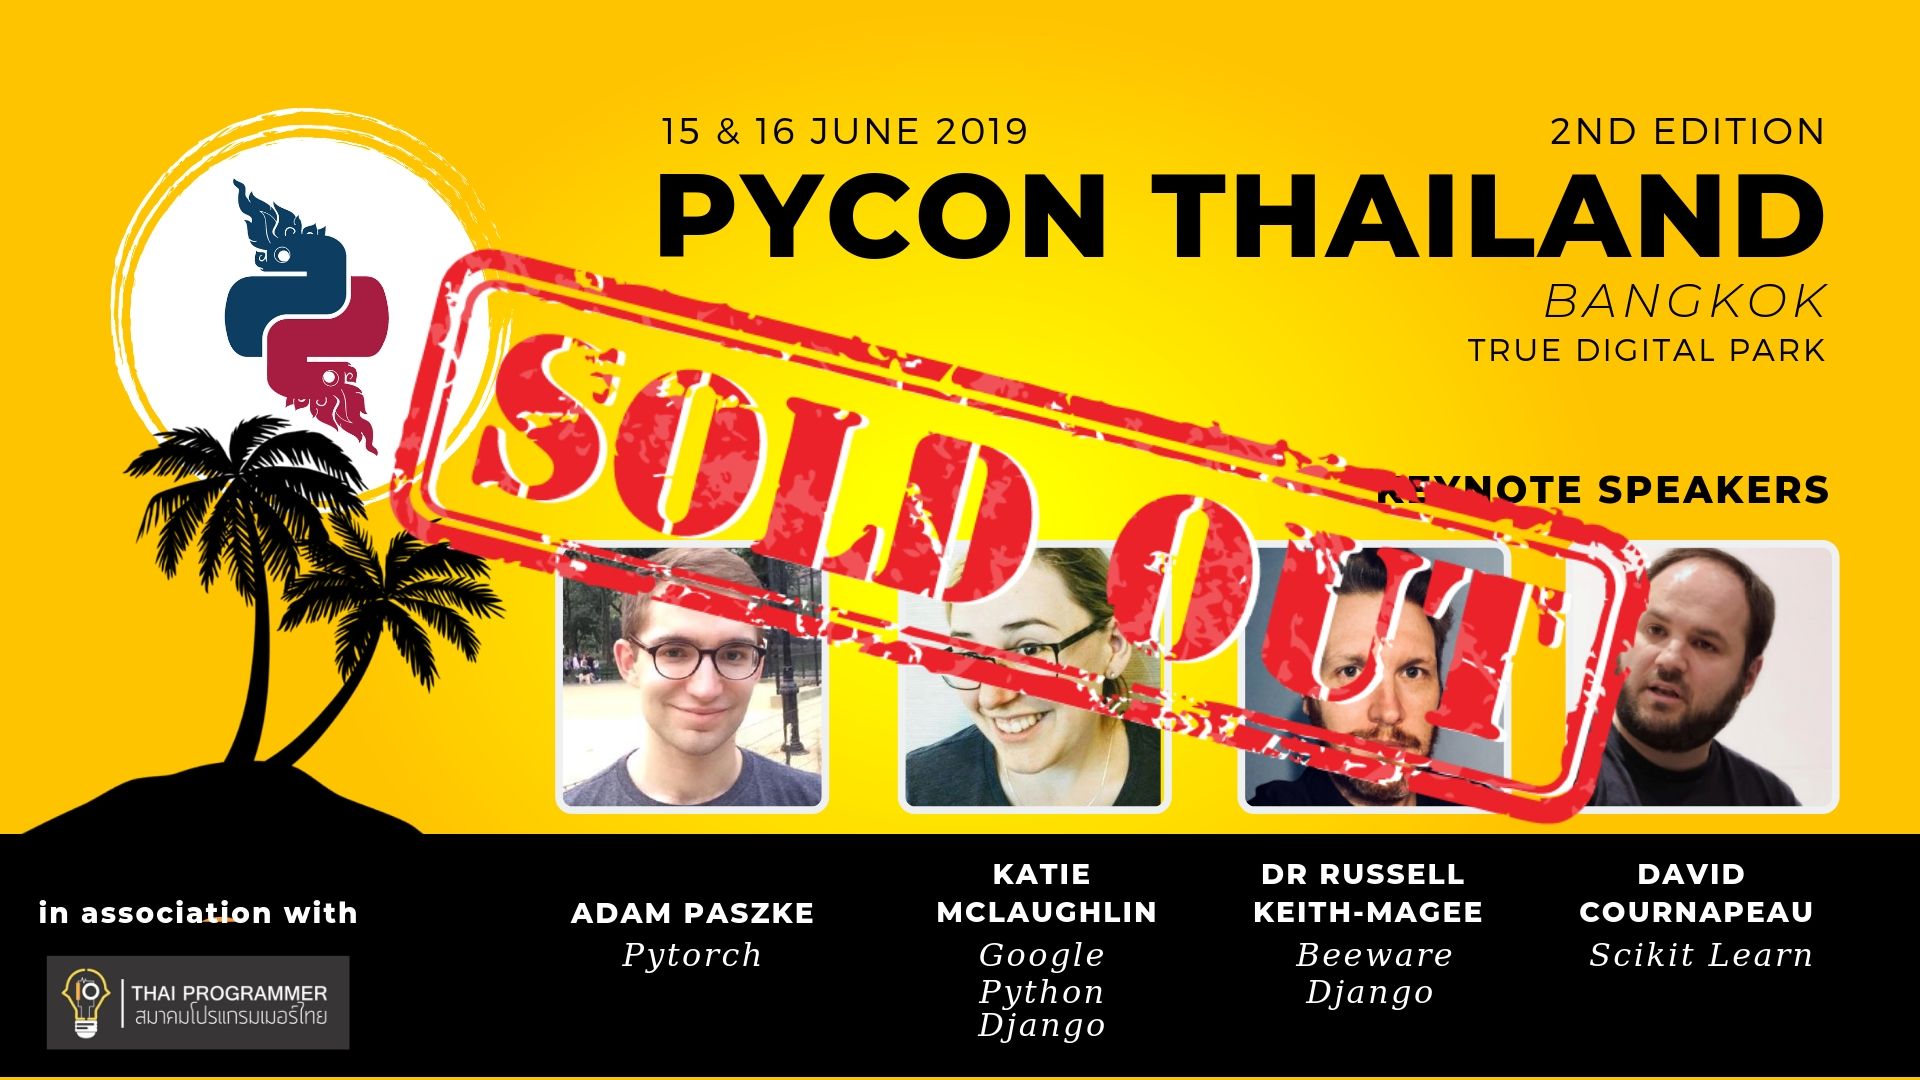 15 & 16 JUNE 2019
2ND EDITION
PYCON THAILAND
BANGKOK
TRUE DIGITAL PARK
SOLD OUT
KEYNOTE SPEAKERS
in association with
THAI PROGRAMMER
สมาคมโปรแกรมเมอร์ไทย
ADAM PASZKE
Pytorch
KATIE
MCLAUGHLIN
Google
Python
Django
DR RUSSELL
KEITH-MAGEE
Beeware
Django
DAVID
COURNAPEAU
Scikit Learn